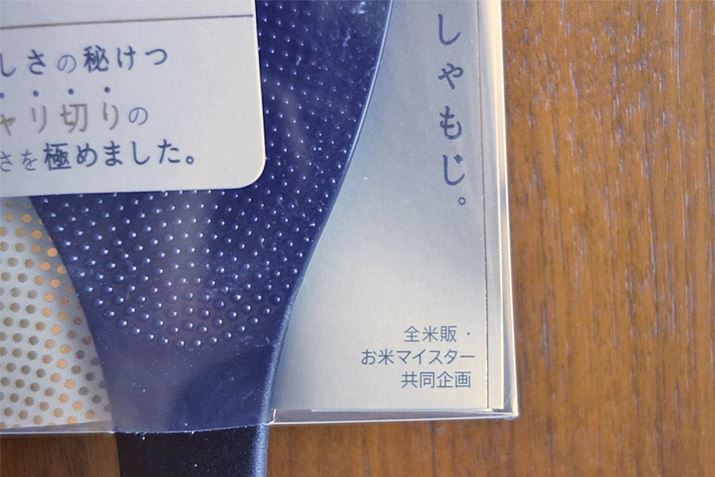 しさの秘けつ
ャリ切りの
さを極めました。
しゃもじ。
全米販・
お米マイスター
共同企画